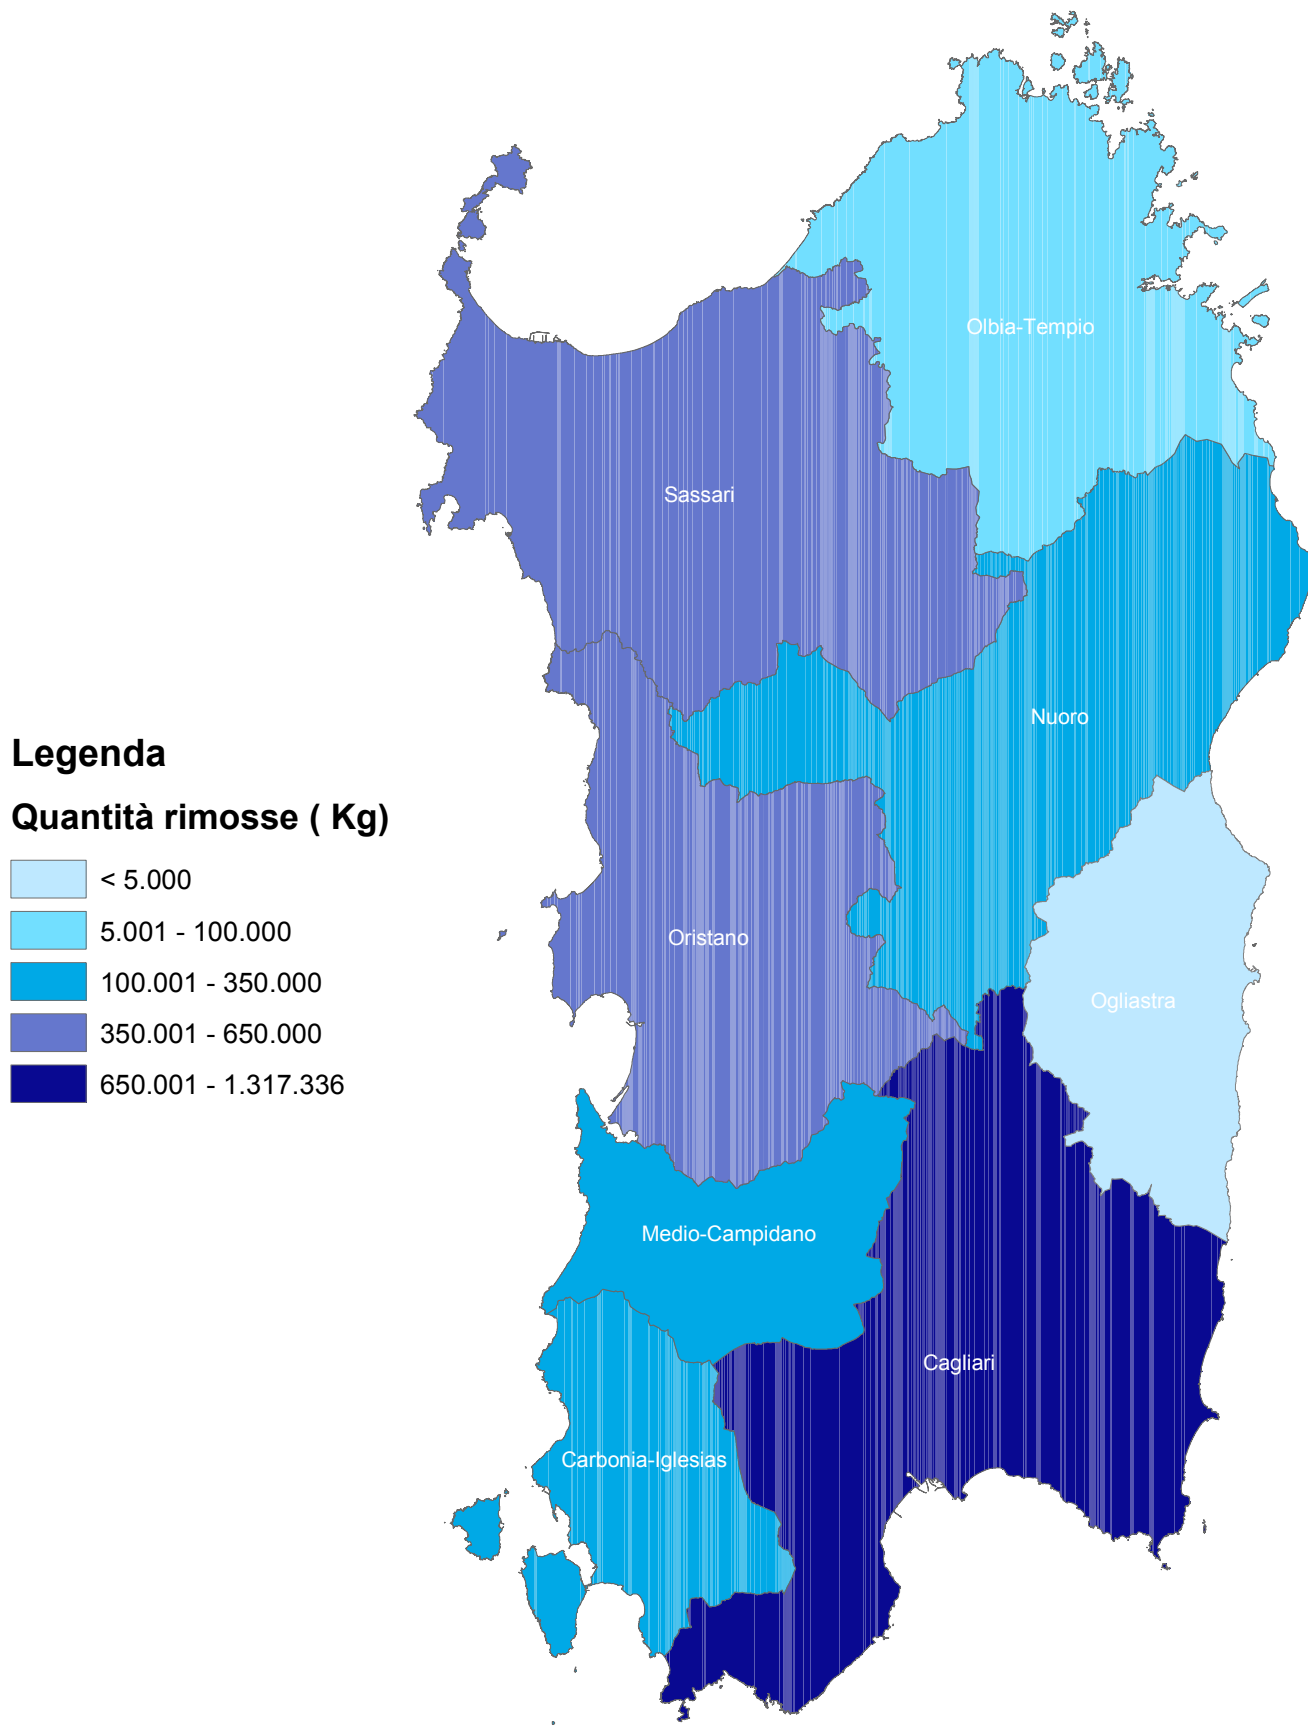 Olbia-Tempio
Sassari
Nuoro
Legenda
Quantità rimosse ( Kg)
< 5.000
5.001 - 100.000
100.001 - 350.000
350.001 - 650.000
650.001 - 1.317.336
Oristano
Ogliastra
Medio-Campidano
Cagliari
Carbonia-Iglesias